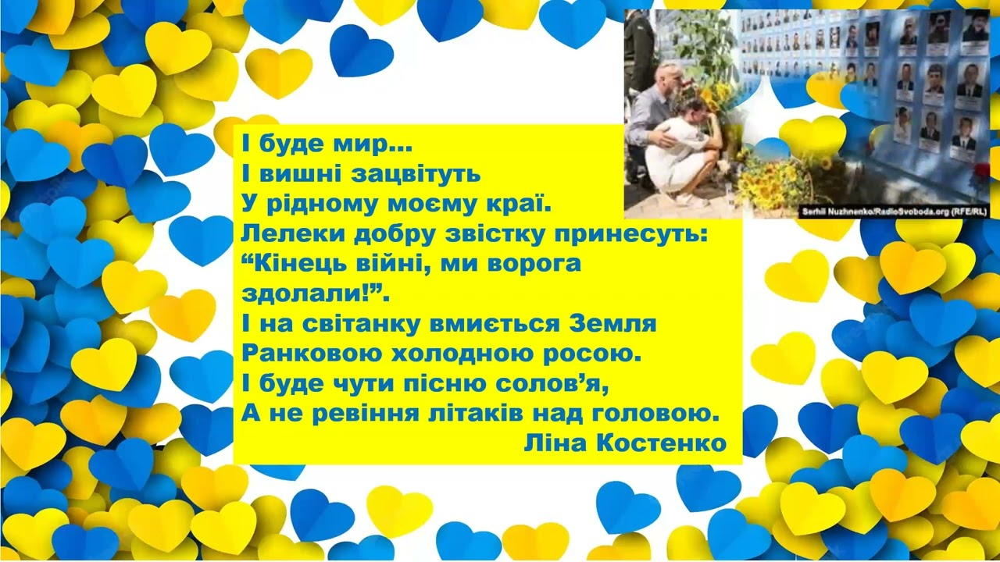 І буде мир...
І вишні зацвітуть
У рідному моєму краї.
Лелеки добру звістку принесуть:
“Кінець війні, ми ворога
здолали!”.
І на світанку вмиється Земля
Ранковою холодною росою.
І буде чути пісню солов’я,
А не ревіння літаків над головою.
Ліна Костенко
Serhii Nuzhnenko/RadioSvoboda.org (RFE/RL)